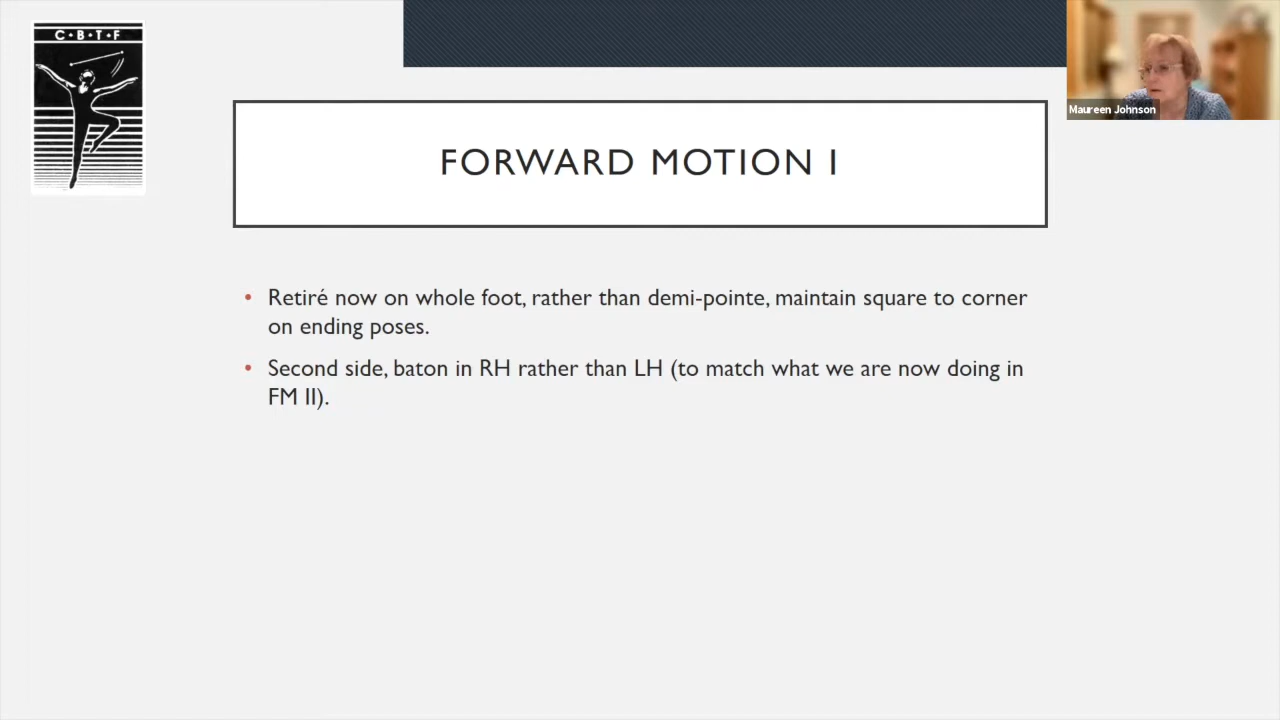 C•B•T•F
Maureen Johnson
FORWARD MOTION I
• Retiré now on whole foot, rather than demi-pointe, maintain square to corner
on ending poses.
• Second side, baton in RH rather than LH (to match what we are now doing in
FM II).